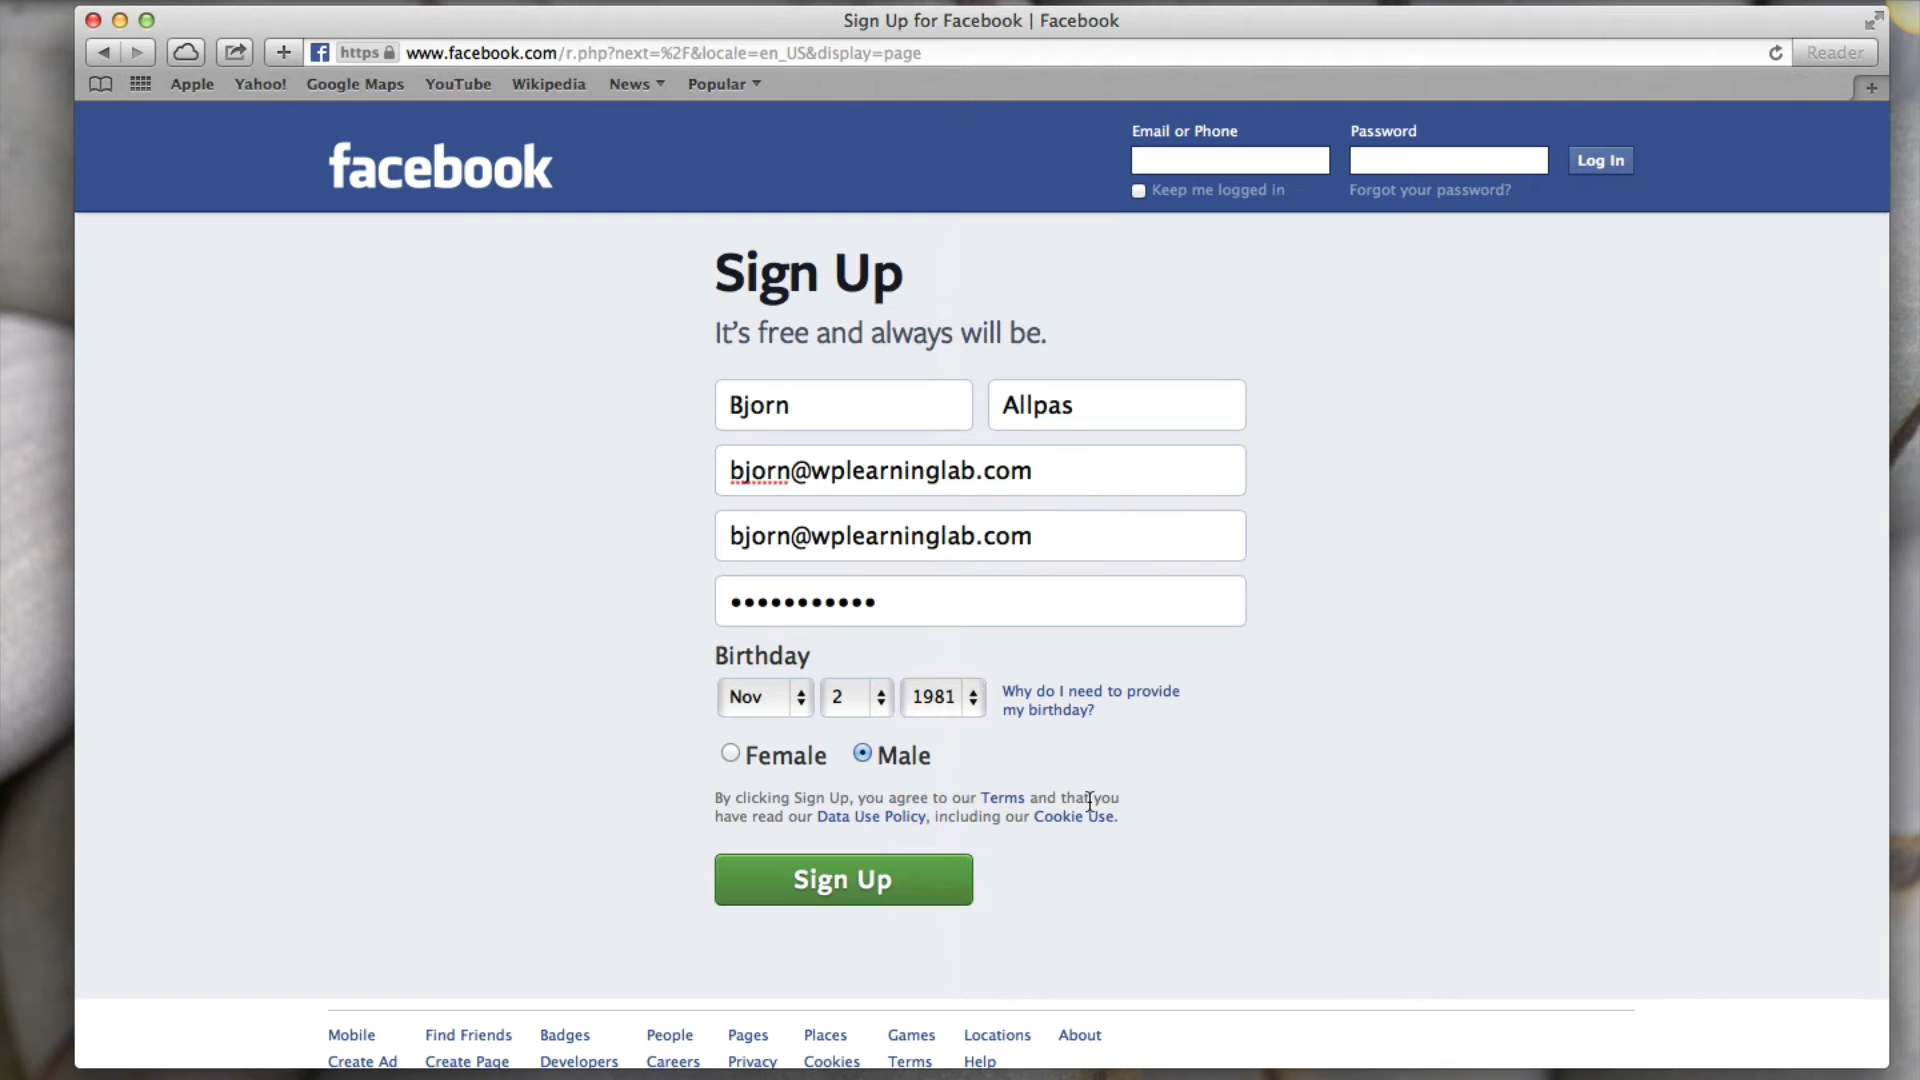 Sign Up for Facebook | Facebook
https www.facebook.com/r.php?next=%2F&locale=en_US&display=page Reader
Apple Yahoo! Google Maps YouTube Wikipedia News Popular
Email or Phone Password
facebook
Log In
Keep me logged in Forgot your password?
Sign Up
It's free and always will be.
Bjorn Allpas
bjorn@wplearninglab.com
bjorn@wplearninglab.com
•••••••••••
Birthday
Nov 2 1981
Why do I need to provide
my birthday?
Female Male
By clicking Sign Up, you agree to our Terms and that you
have read our Data Use Policy, including our Cookie Use.
Sign Up
Mobile Find Friends Badges People Pages Places Games Locations About
Create Ad Create Page Developers Careers Privacy Cookies Terms Help